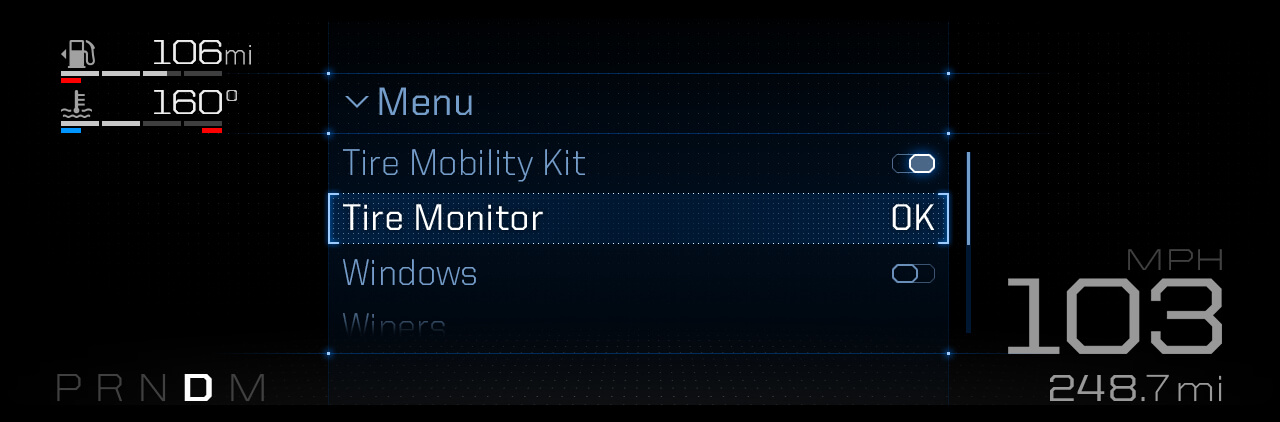 106mi
160°
Menu
Tire Mobility Kit
Tire Monitor OK
Windows
Wipers
MPH
103
248.7mi
P R N D M